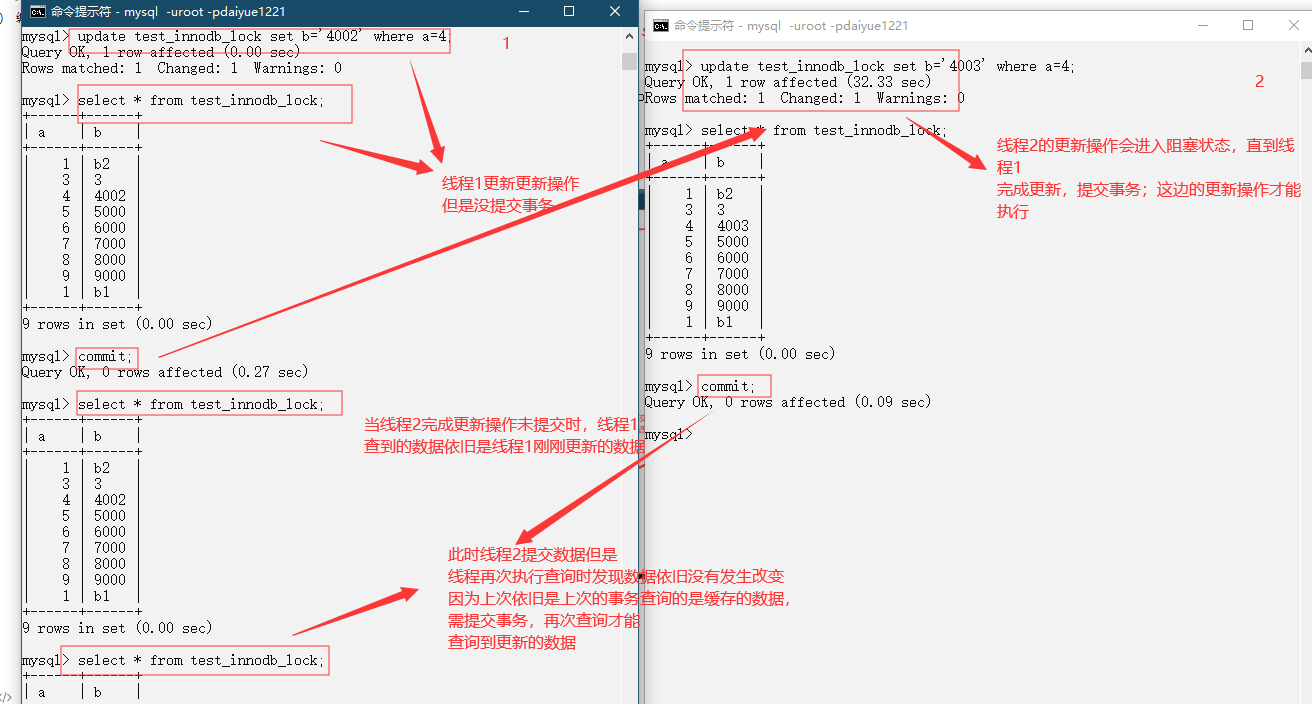 命令提示符 - mysql  -uroot -pdaiyue1221
mysql> update test_innodb_lock set b='4002' where a=4;
Query OK, 1 row affected (0.00 sec)
Rows matched: 1  Changed: 1  Warnings: 0
1
mysql> select * from test_innodb_lock;
+------+------+
| a    | b    |
+------+------+
|    1 | b2   |
|    3 | 3    |
|    4 | 4002 |
|    5 | 5000 |
|    6 | 6000 |
|    7 | 7000 |
|    8 | 8000 |
|    9 | 9000 |
|    1 | b1   |
+------+------+
9 rows in set (0.00 sec)
线程1更新更新操作
但是没提交事务
mysql> commit;
Query OK, 0 rows affected (0.27 sec)
mysql> select * from test_innodb_lock;
+------+------+
| a    | b    |
+------+------+
|    1 | b2   |
|    3 | 3    |
|    4 | 4002 |
|    5 | 5000 |
|    6 | 6000 |
|    7 | 7000 |
|    8 | 8000 |
|    9 | 9000 |
|    1 | b1   |
+------+------+
9 rows in set (0.00 sec)
当线程2完成更新操作未提交时，线程1
查到的数据依旧是线程1刚刚更新的数据
此时线程2提交数据但是
线程再次执行查询时发现数据依旧没有发生改变
因为上次依旧是上次的事务查询的是缓存的数据，
需提交事务，再次查询才能
查询到更新的数据
mysql> select * from test_innodb_lock;
+------+------+
| a    | b    |
</>
命令提示符 - mysql  -uroot -pdaiyue1221
mysql> update test_innodb_lock set b='4003' where a=4;
Query OK, 1 row affected (32.33 sec)
Rows matched: 1  Changed: 1  Warnings: 0
2
mysql> select * from test_innodb_lock;
+------+------+
| a    | b    |
+------+------+
|    1 | b2   |
|    3 | 3    |
|    4 | 4003 |
|    5 | 5000 |
|    6 | 6000 |
|    7 | 7000 |
|    8 | 8000 |
|    9 | 9000 |
|    1 | b1   |
+------+------+
9 rows in set (0.00 sec)
线程2的更新操作会进入阻塞状态，直到线
程1
完成更新，提交事务；这边的更新操作才能
执行
mysql> commit;
Query OK, 0 rows affected (0.09 sec)
mysql>